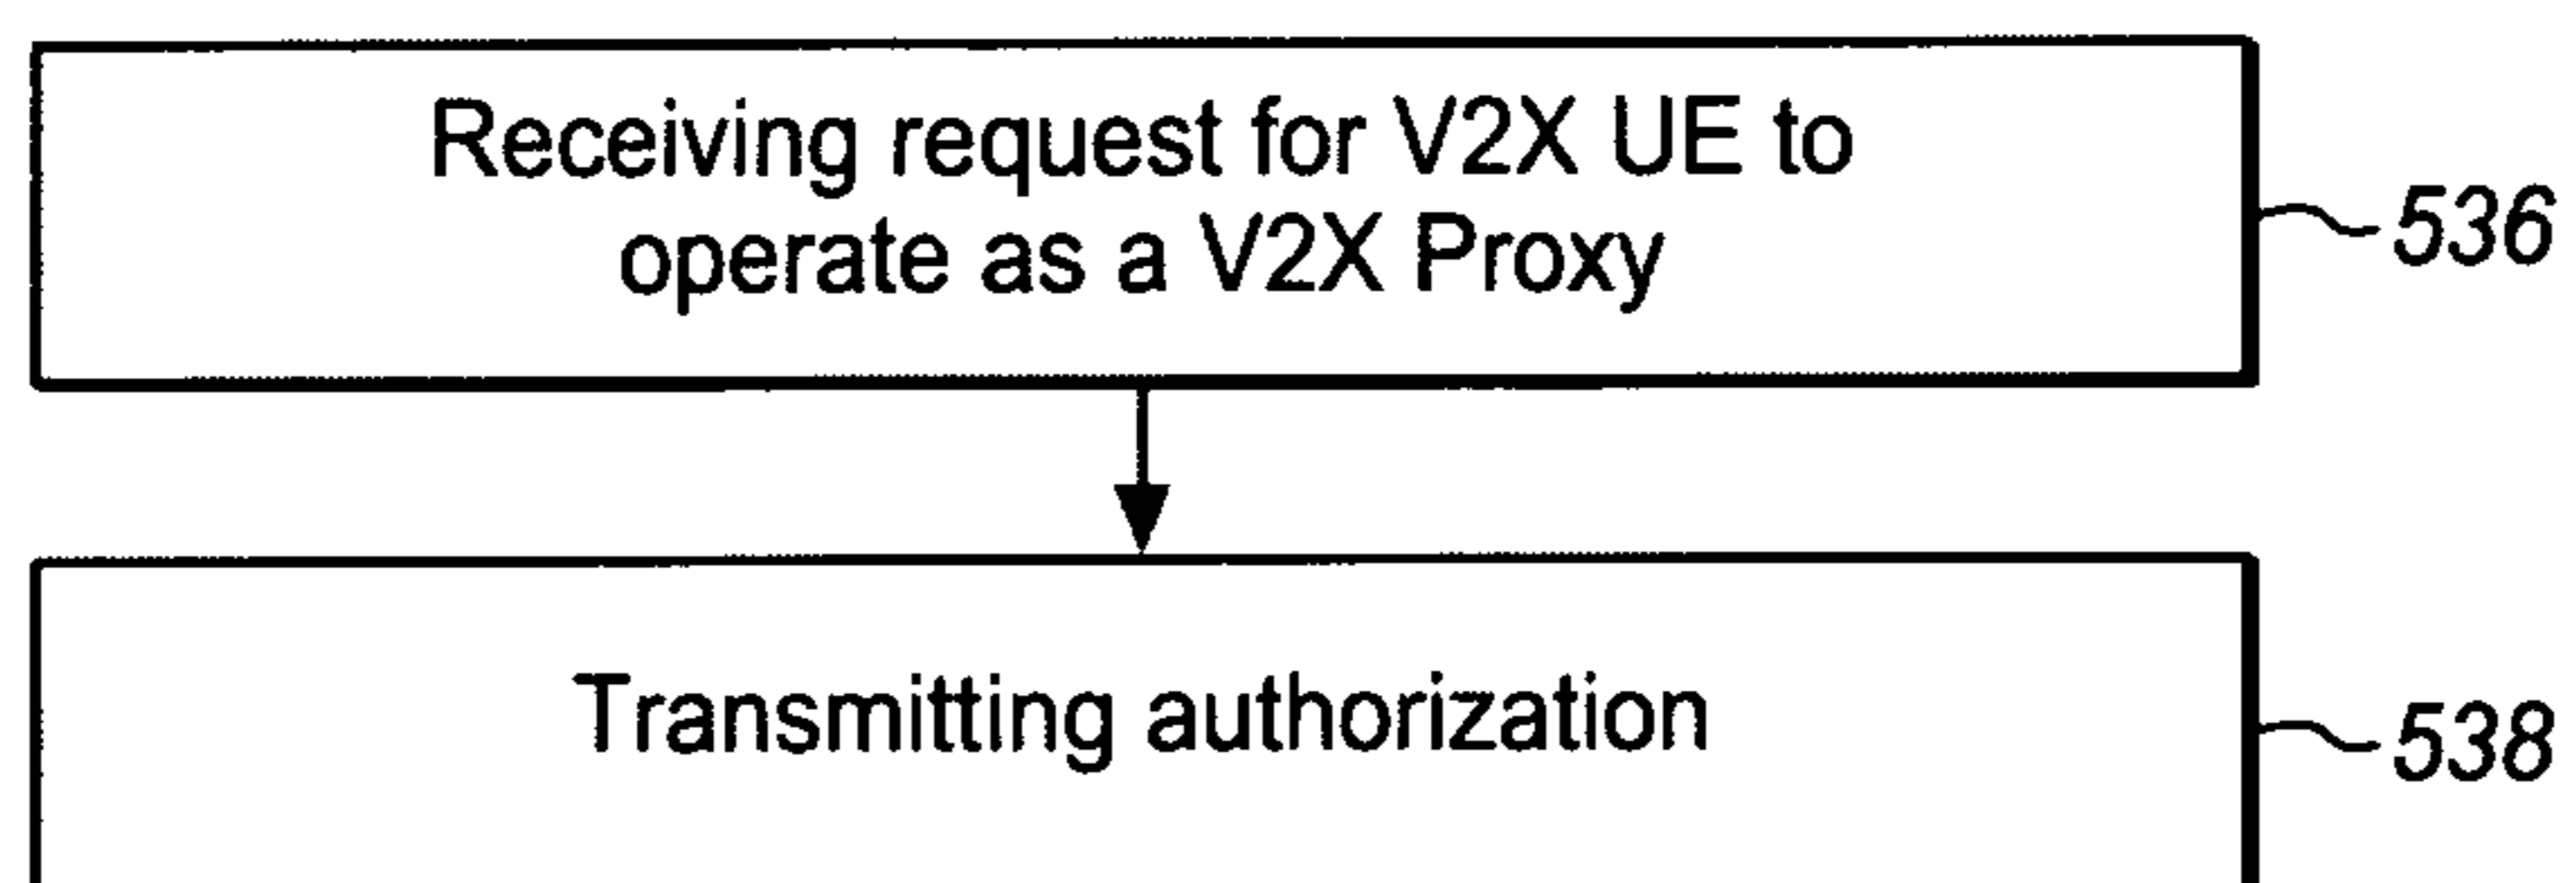 Receiving request for V2X UE to
operate as a V2X Proxy
536
Transmitting authorization
538